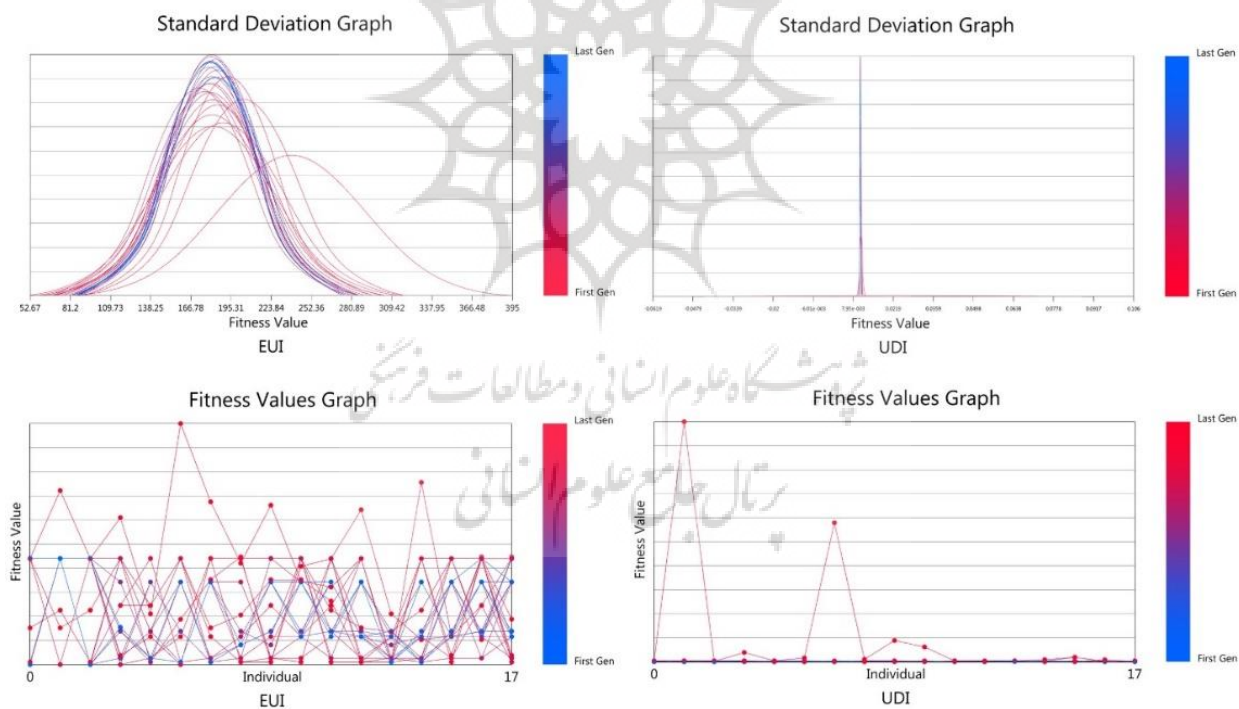 Standard Deviation Graph
Last Gen
First Gen
52.67 81.2 109.73 138.25 166.78 195.31 223.84 252.36 280.89 309.42 337.95 366.48 395
Fitness Value
EUI
Standard Deviation Graph
Last Gen
First Gen
-0.02
Fitness Value
UDI
پژوهشگاه علوم انسانی و مطالعات فرهنگی
پرتال جامع علوم انسانی
Fitness Values Graph
Last Gen
Fitness Value
First Gen
0 Individual 17
EUI
Fitness Values Graph
Last Gen
Fitness Value
First Gen
0 Individual 17
UDI